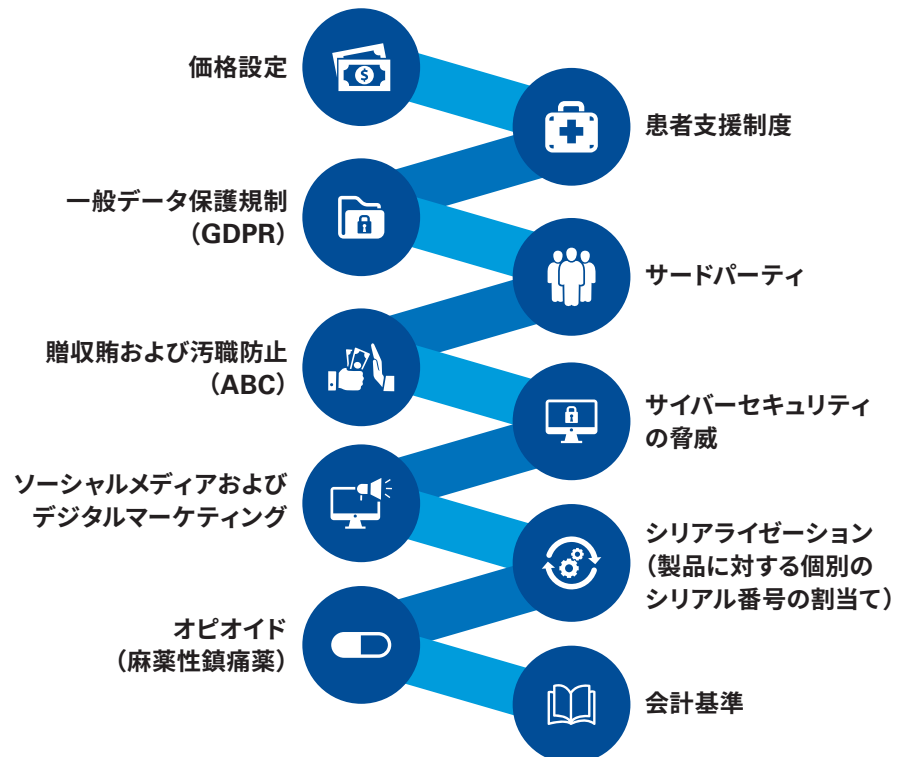 価格設定
患者支援制度
一般データ保護規制
（GDPR）
サードパーティ
贈収賄および汚職防止
（ABC）
サイバーセキュリティ
の脅威
ソーシャルメディアおよび
デジタルマーケティング
シリアライゼーション
（製品に対する個別の
シリアル番号の割当て）
オピオイド
（麻薬性鎮痛薬）
会計基準